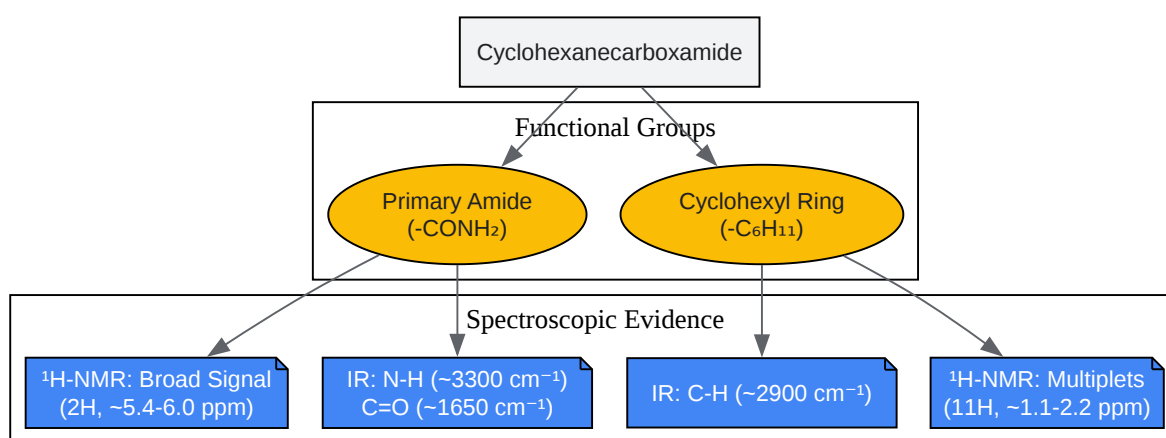 Cyclohexanecarboxamide
Functional Groups
Primary Amide
(-CONH₂)
Cyclohexyl Ring
(-C₆H₁₁)
Spectroscopic Evidence
¹H-NMR: Broad Signal
(2H, ~5.4-6.0 ppm)
IR: N-H (~3300 cm⁻¹)
C=O (~1650 cm⁻¹)
IR: C-H (~2900 cm⁻¹)
¹H-NMR: Multiplets
(11H, ~1.1-2.2 ppm)